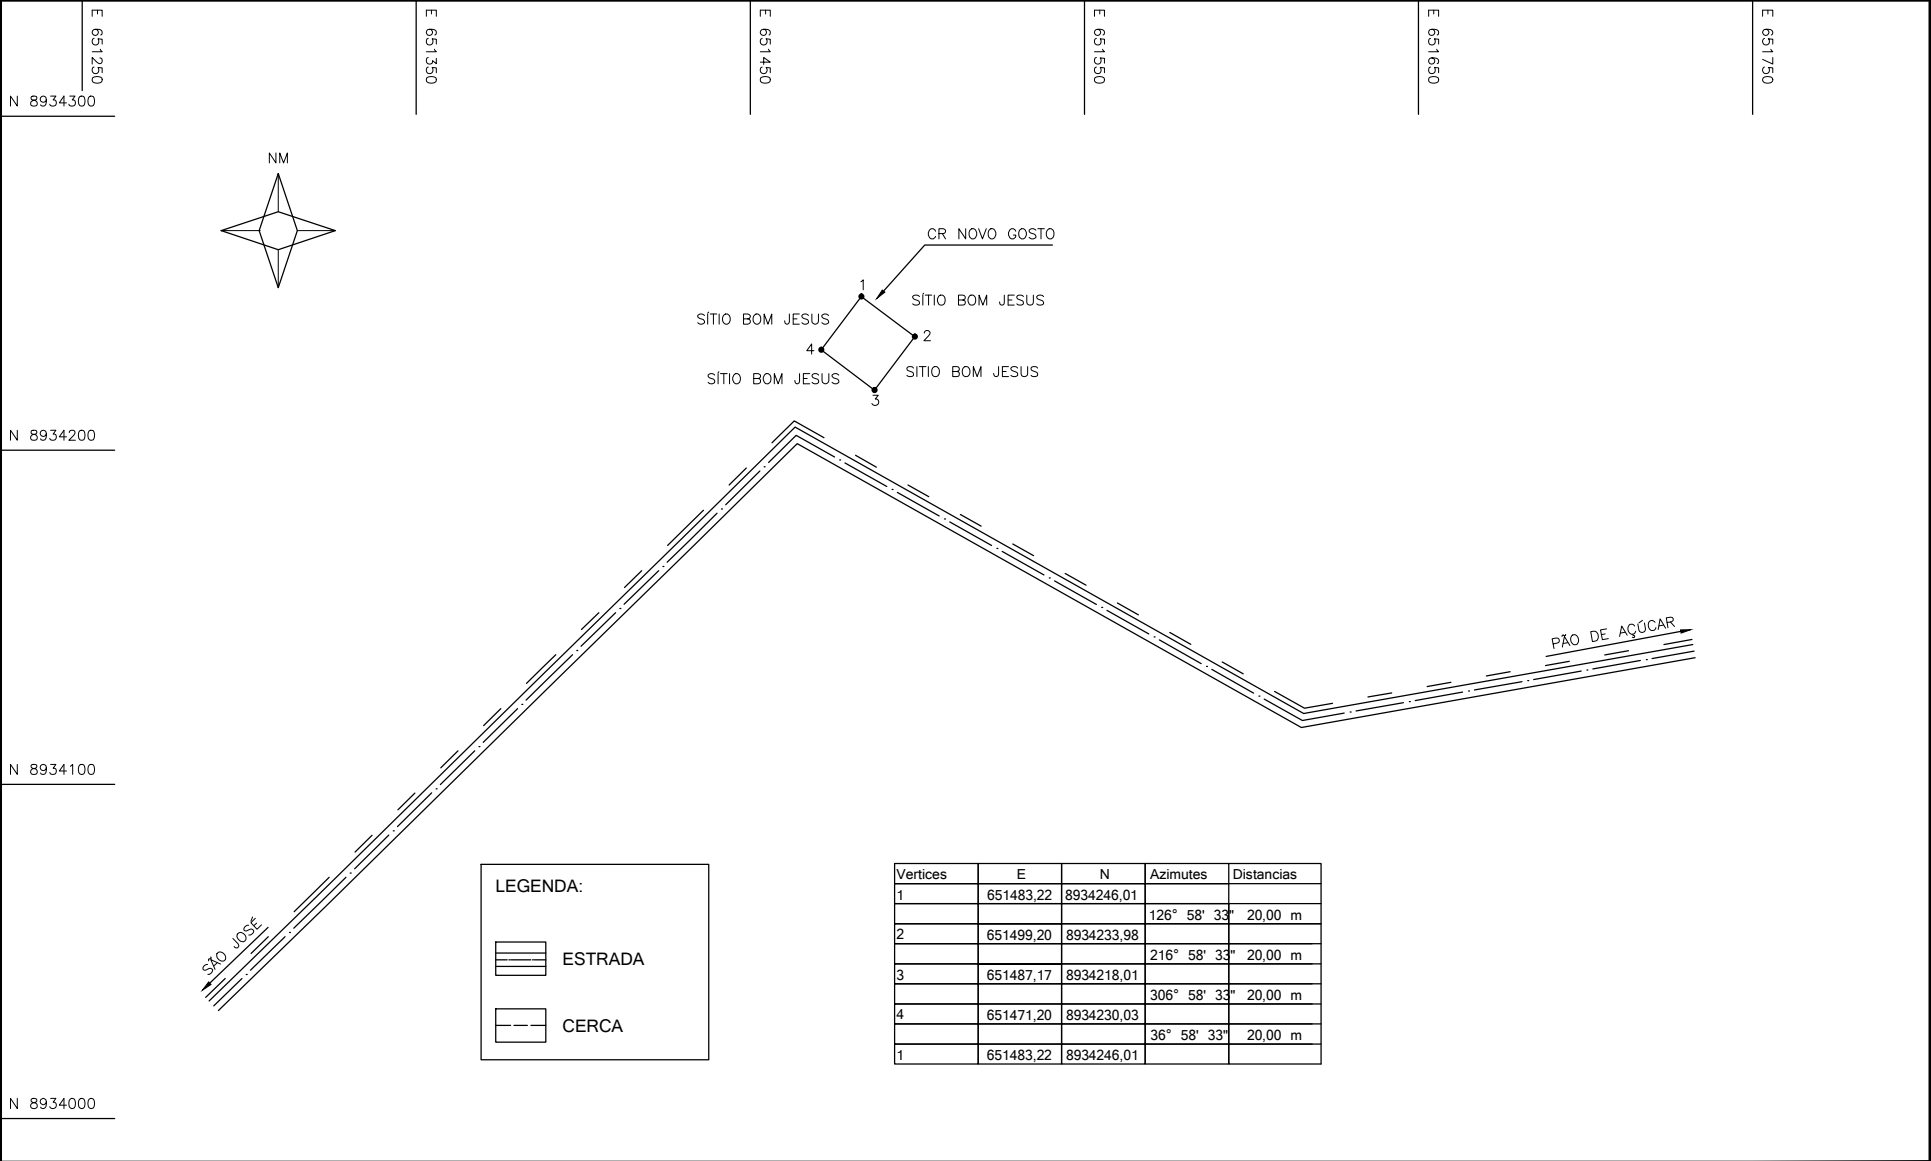 E 651250
E 651350
E 651450
E 651550
E 651650
E 651750
N 8934300
NM
CR NOVO GOSTO
1
SÍTIO BOM JESUS
SÍTIO BOM JESUS
2
4
SITIO BOM JESUS
SÍTIO BOM JESUS
3
N 8934200
PÃO DE AÇÚCAR
N 8934100
SÃO JOSÉ
LEGENDA:
ESTRADA
CERCA
Vertices E N Azimutes Distancias
1 651483,22 8934246,01
126° 58' 33" 20,00 m
2 651499,20 8934233,98
216° 58' 33" 20,00 m
3 651487,17 8934218,01
306° 58' 33" 20,00 m
4 651471,20 8934230,03
36° 58' 33" 20,00 m
1 651483,22 8934246,01
N 8934000